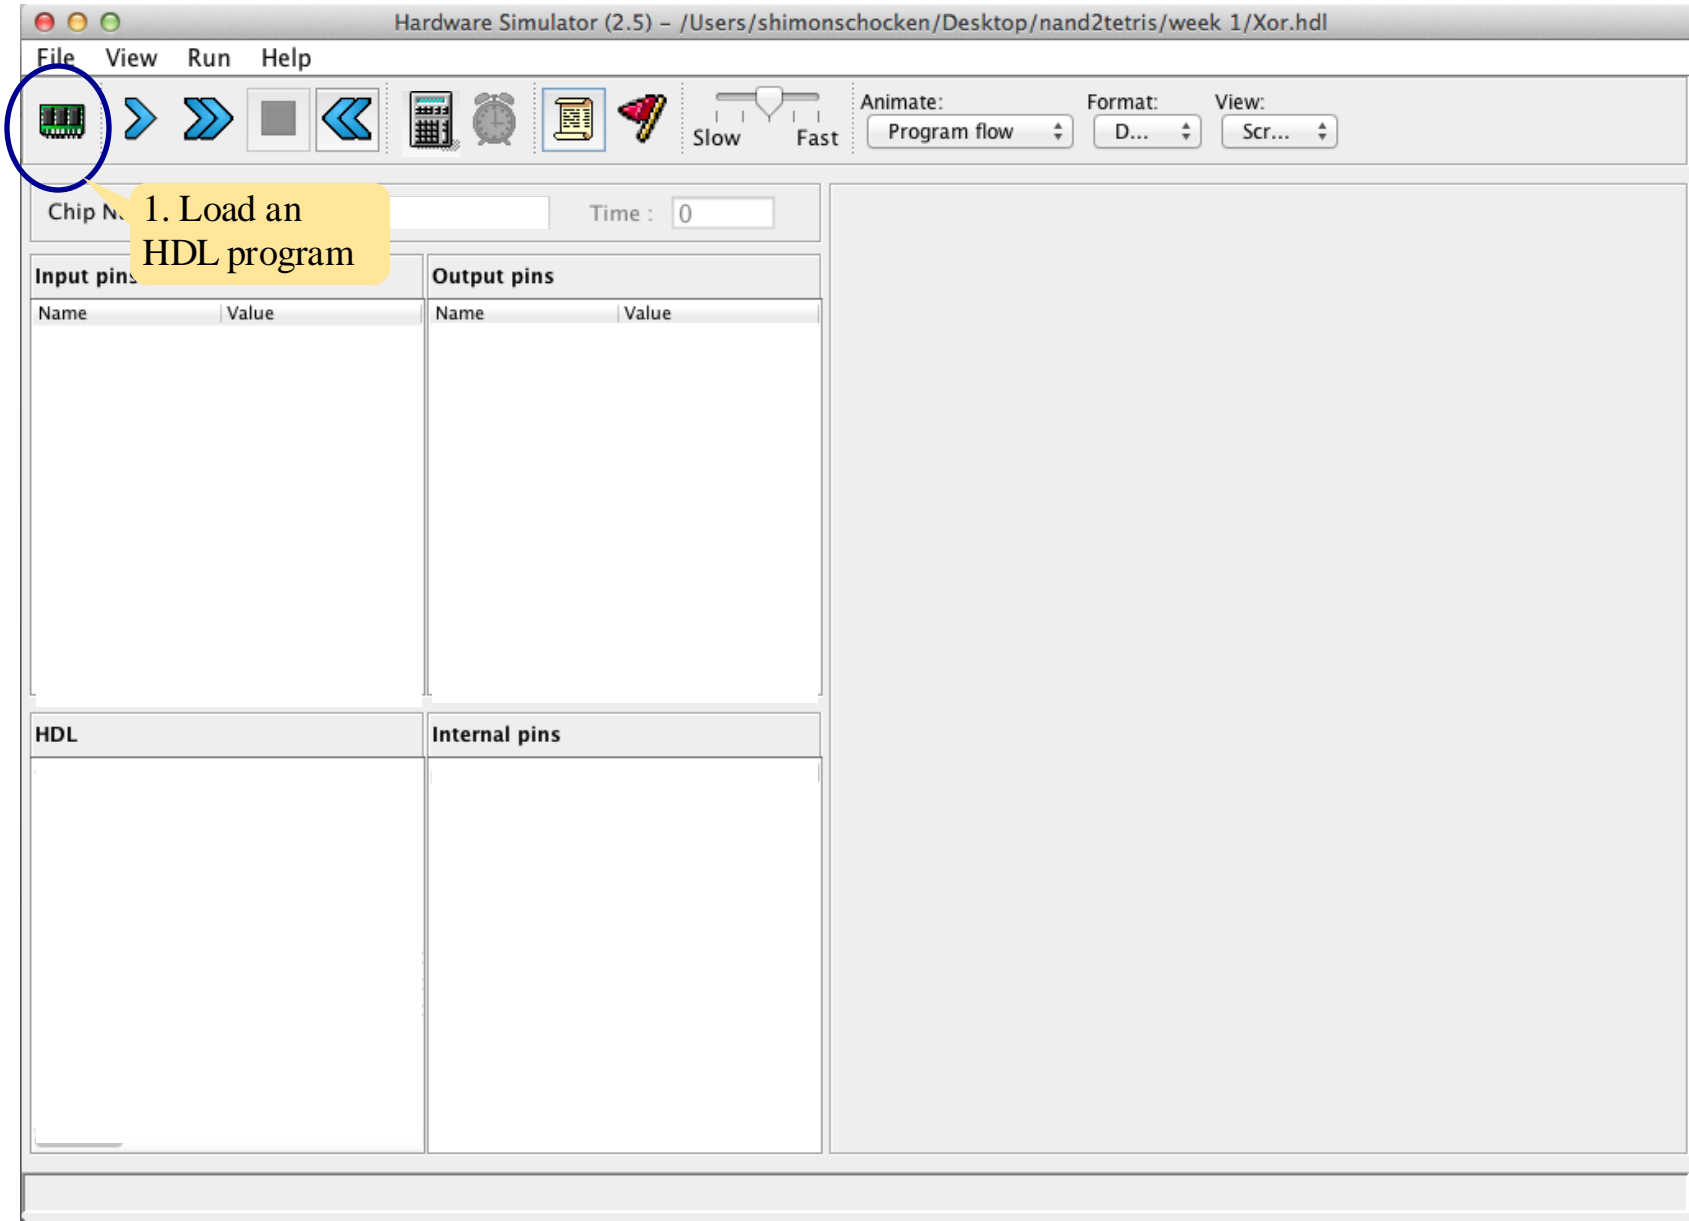 Hardware Simulator (2.5) – /Users/shimonschocken/Desktop/nand2tetris/week 1/Xor.hdl
File View Run Help
Animate: Format: View:
Slow Fast Program flow D... Scr...
Chip N
1. Load an
HDL program
Time : 0
Input pins Output pins
Name Value Name Value
HDL Internal pins